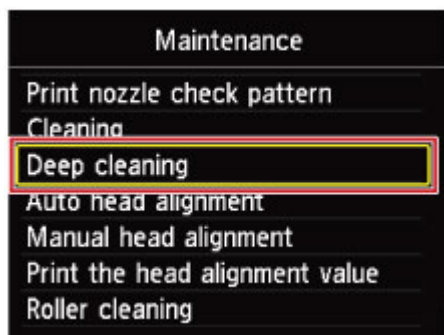 Maintenance
Print nozzle check pattern
Cleaning
Deep cleaning
Auto head alignment
Manual head alignment
Print the head alignment value
Roller cleaning